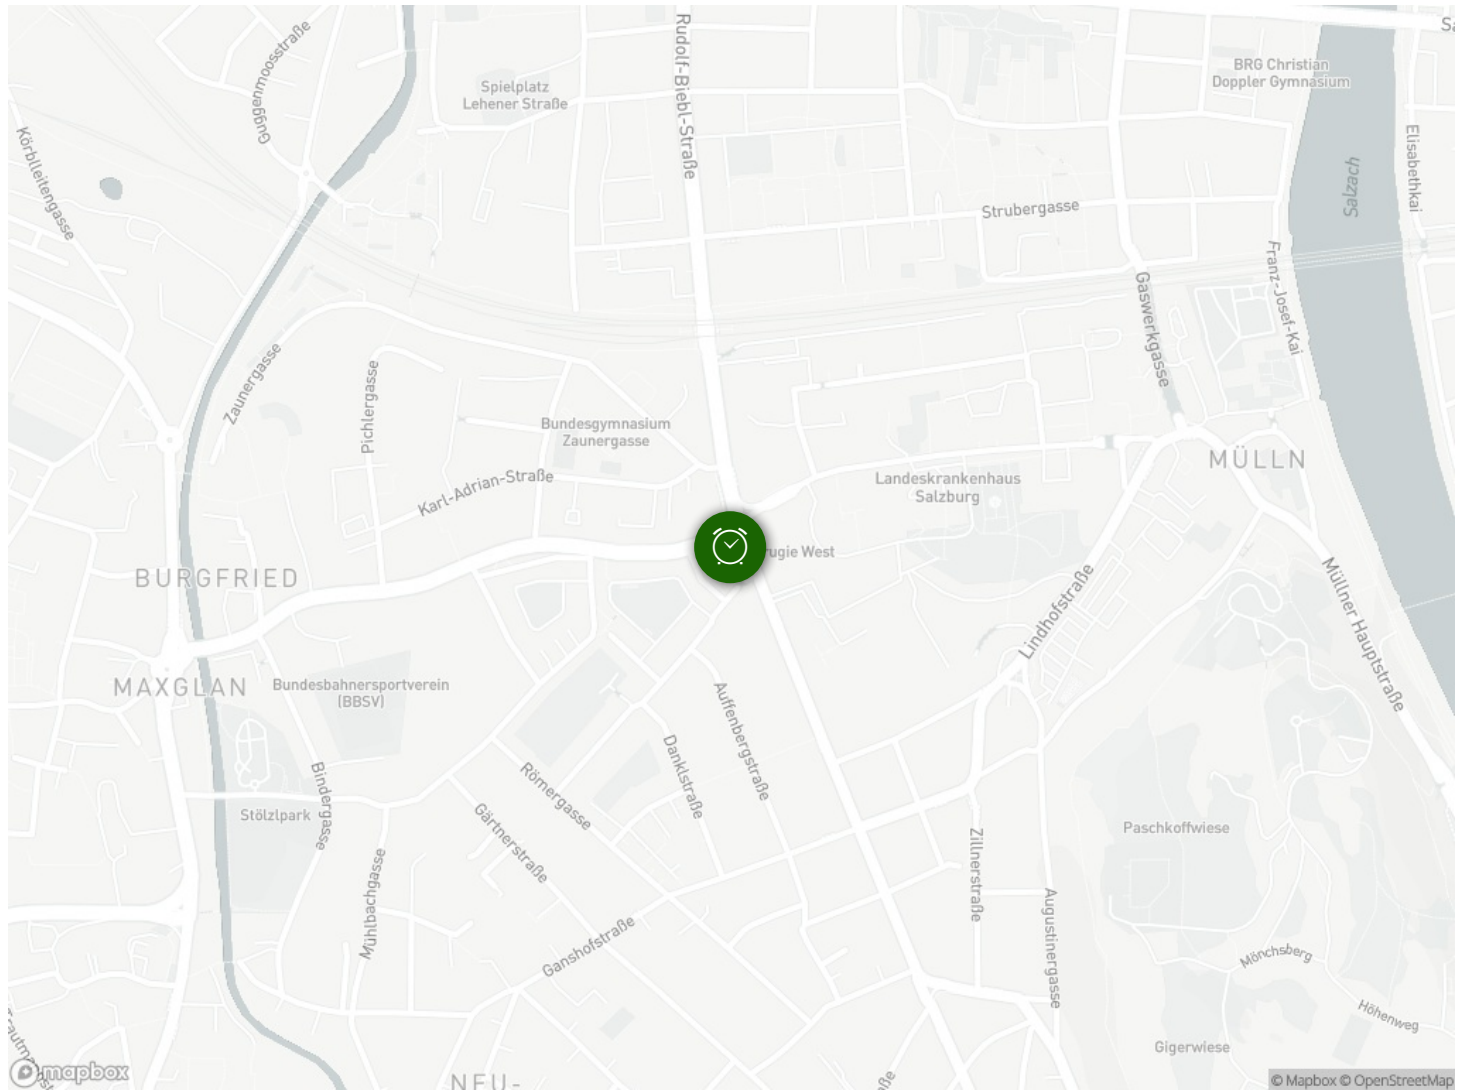 Rudolf-Biebl-Straße
Guggenmoosstraße
Spielplatz
Lehener Straße
BRG Christian
Doppler Gymnasium
Körblleitengasse
Elisabethkai
Salzach
Strubergasse
Franz-Josef-Kai
Gaswerkgasse
Zaunergasse
Pichlergasse
Bundesgymnasium
Zaunergasse
MÜLLN
Karl-Adrian-Straße
Landeskrankenhaus
Salzburg
rugie West
BURGFRIED
Lindhofstraße
Müllner Hauptstraße
MAXGLAN
Bundesbahnersportverein
(BBSV)
Auffenbergstraße
Danklstraße
Bindergasse
Römergasse
Stölzlpark
Gärtnerstraße
Paschkoffwiese
Zillnerstraße
Mühlbachgasse
Augustinergasse
Ganshofstraße
Mönchsberg
Höhenweg
Gigerwiese
NEU-
mapbox
© Mapbox © OpenStreetMap